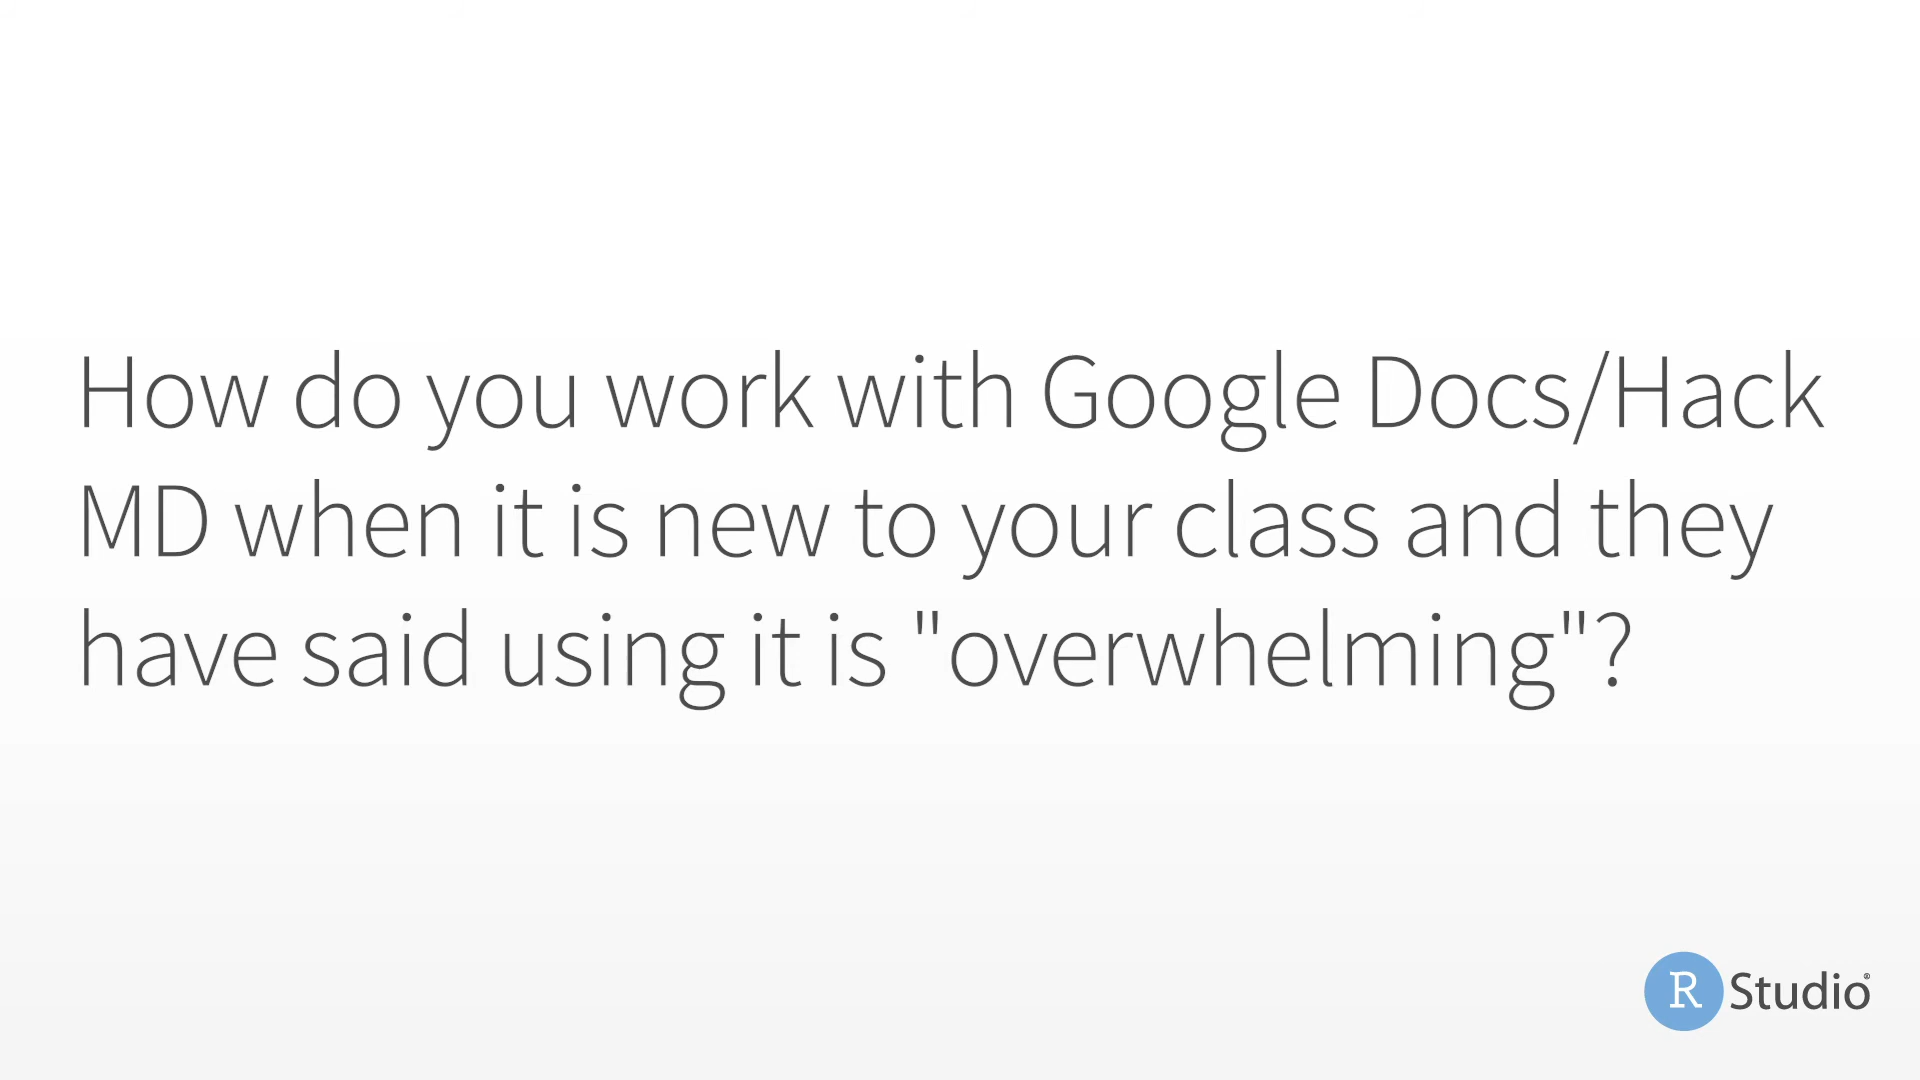 How do you work with Google Docs/Hack
MD when it is new to your class and they
have said using it is "overwhelming"?
R Studio®